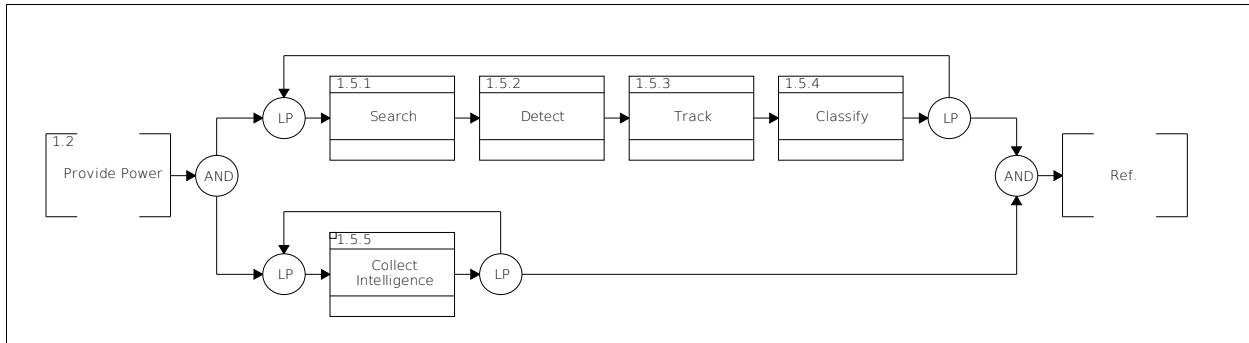 1.5.1
1.5.2
1.5.3
1.5.4
LP
Search
Detect
Track
Classify
LP
1.2
Provide Power
AND
AND
Ref.
1.5.5
LP
Collect
Intelligence
LP